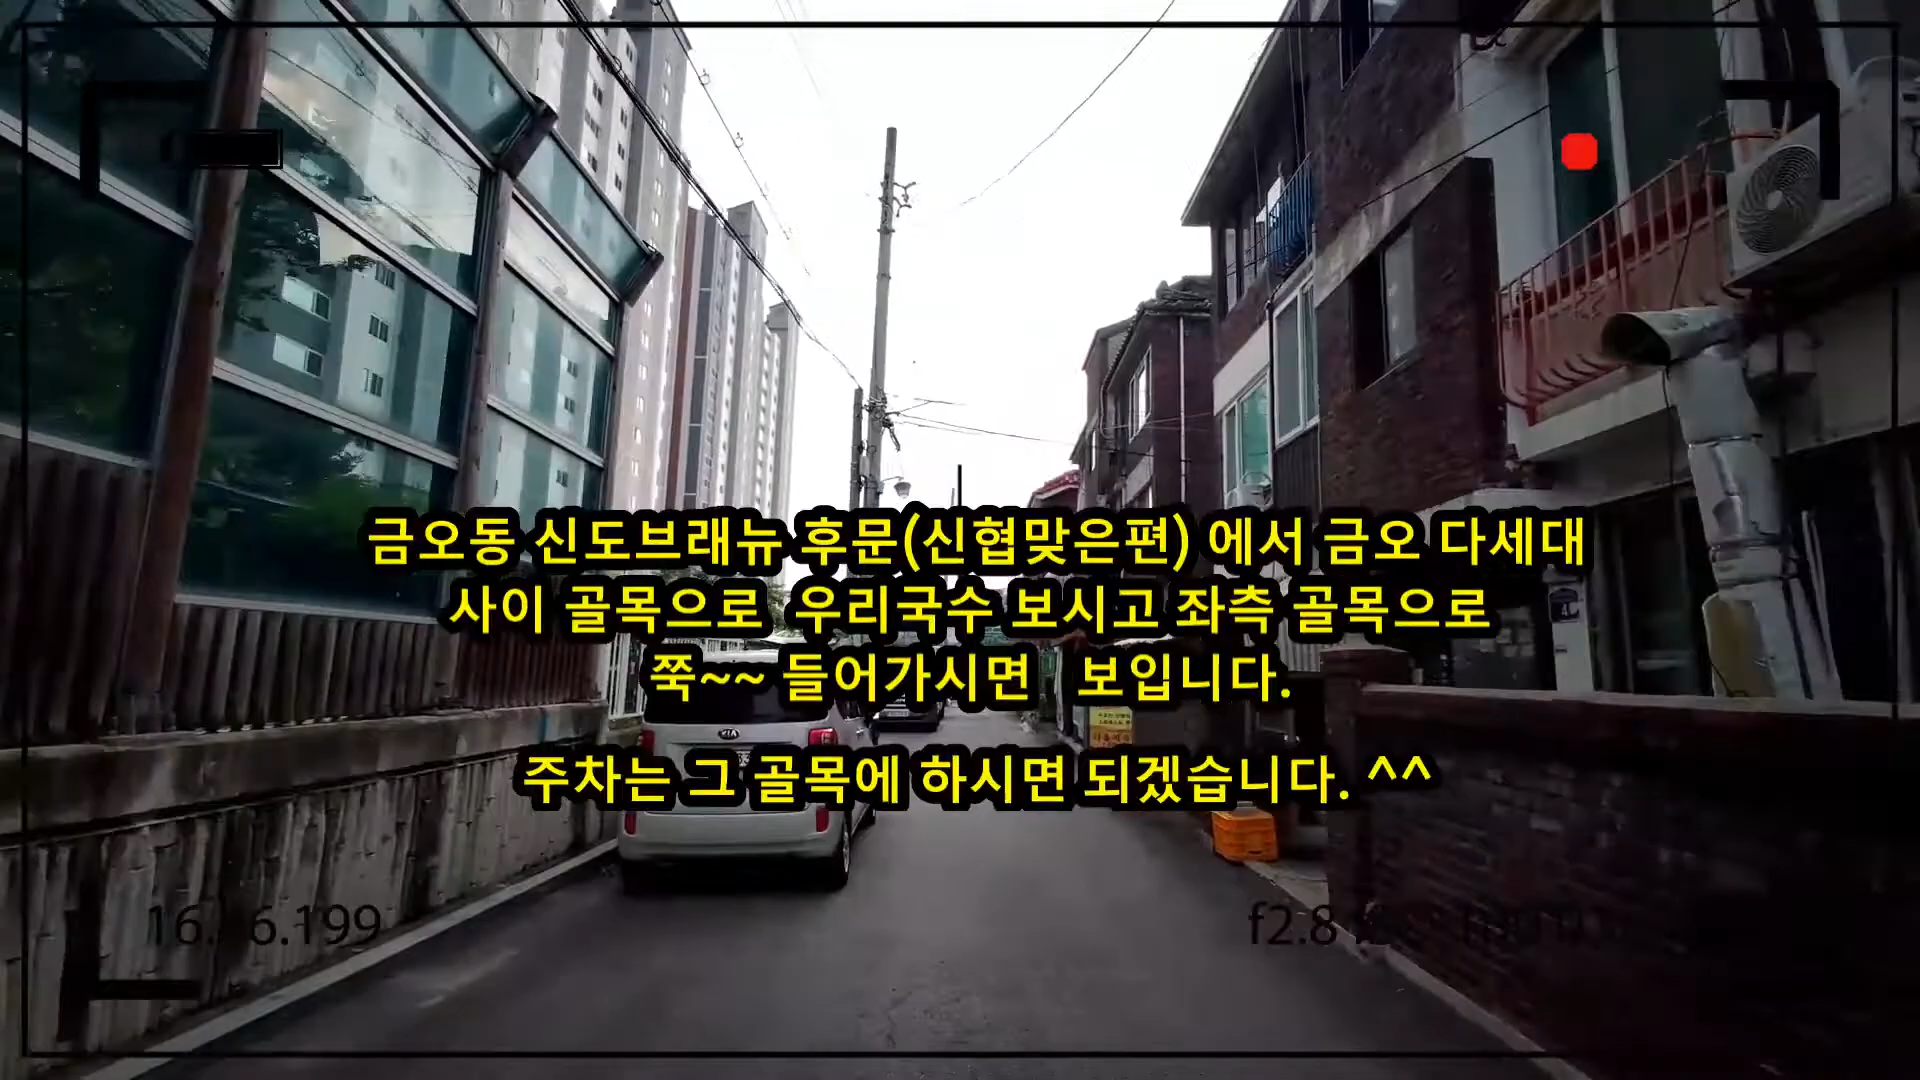 금오동 신도브래뉴 후문(신협맞은편) 에서 금오 다세대
사이 골목으로 우리국수 보시고 좌측 골목으로
쭉~~ 들어가시면 보입니다.
KIA
주차는 그 골목에 하시면 되겠습니다. ^^
f2.8